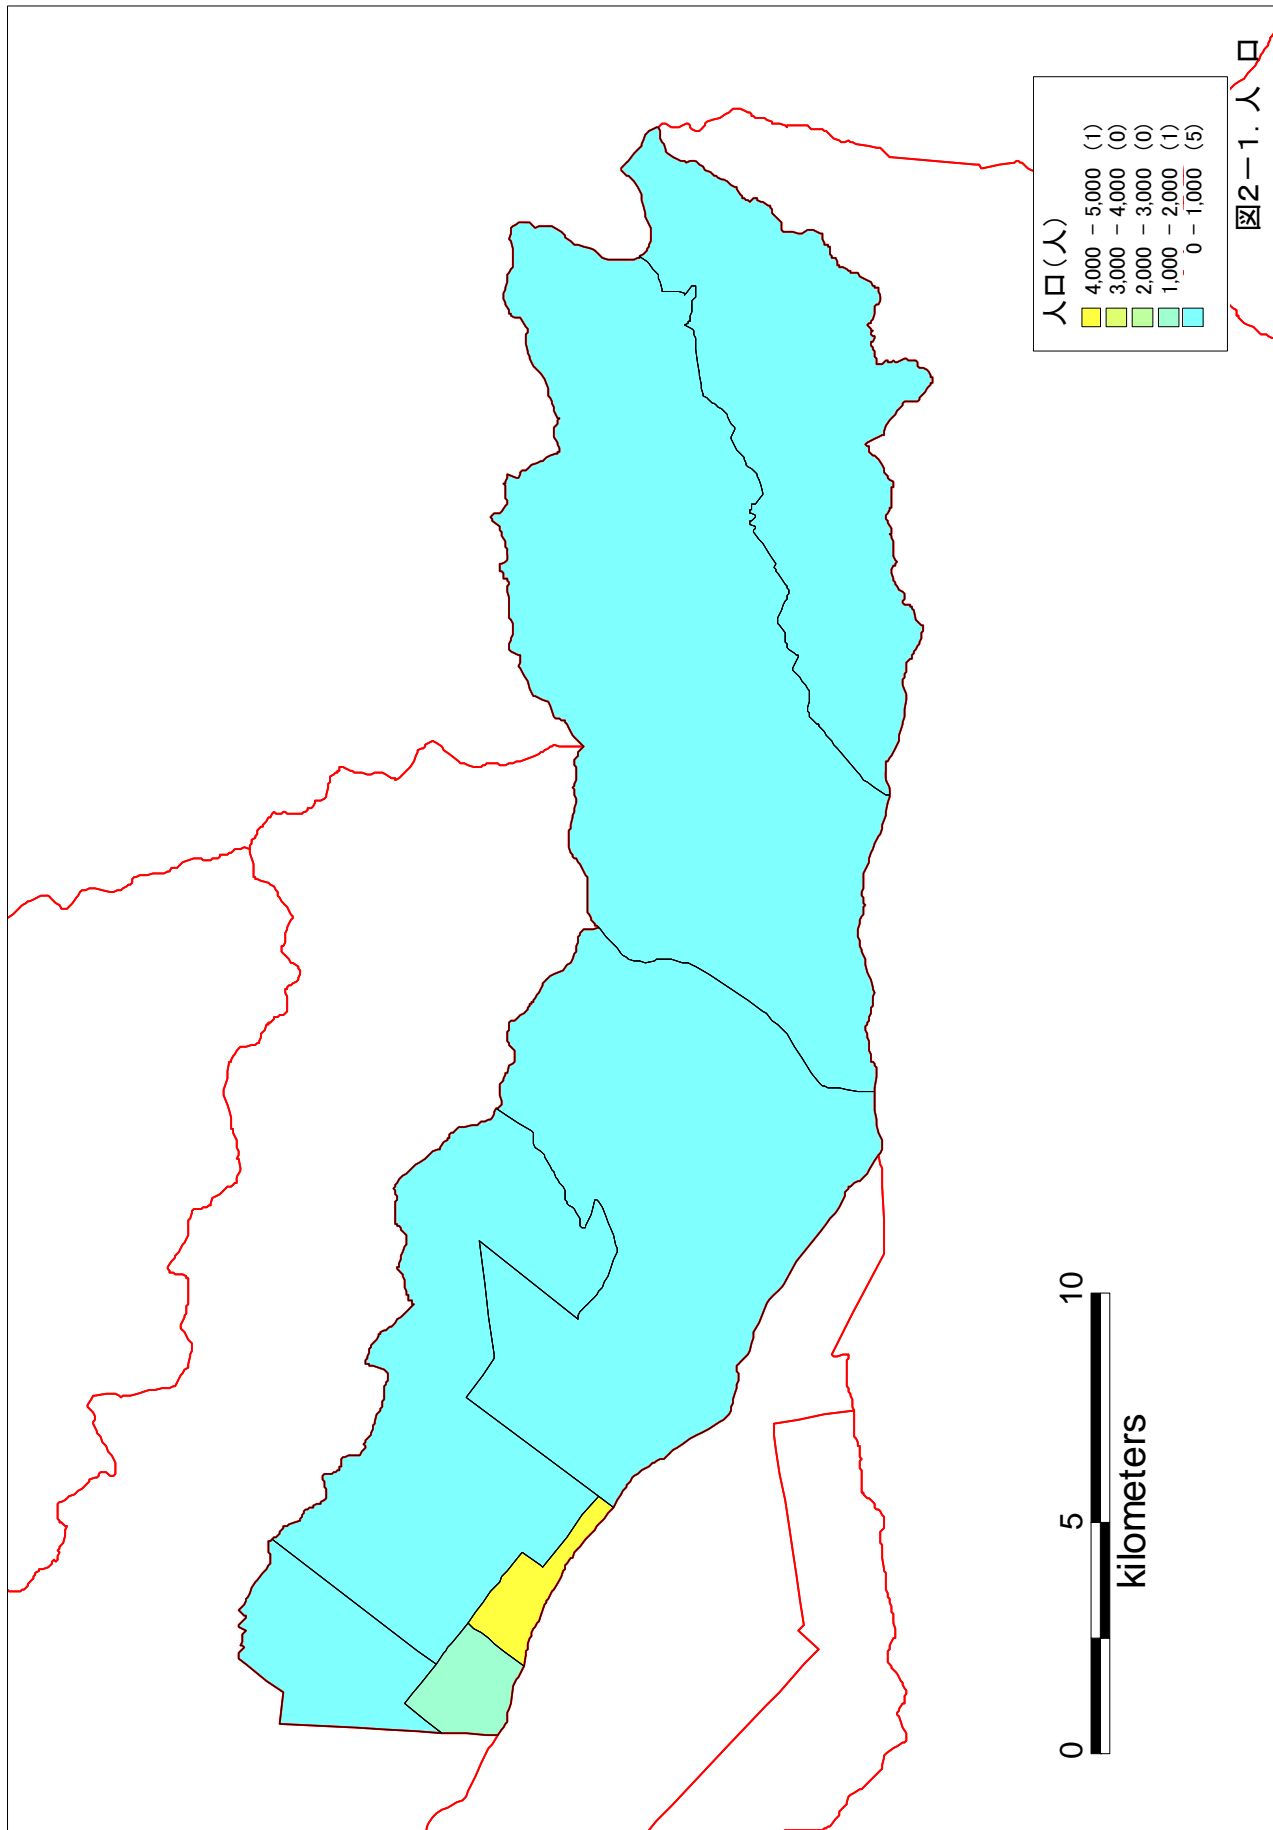 人口(人)
4,000 - 5,000 (1)
3,000 - 4,000 (0)
2,000 - 3,000 (0)
1,000 - 2,000 (1)
0 - 1,000 (5)
図2-1. 人 口
0 5 10
kilometers